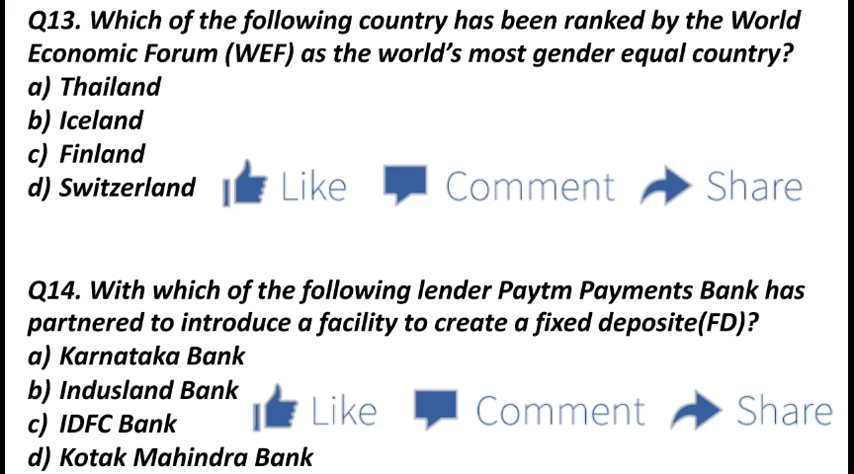 Q13. Which of the following country has been ranked by the World
Economic Forum (WEF) as the world's most gender equal country?
a) Thailand
b) Iceland
c) Finland
d) Switzerland
Like Comment Share
Q14. With which of the following lender Paytm Payments Bank has
partnered to introduce a facility to create a fixed deposite(FD)?
a) Karnataka Bank
b) Indusland Bank
c) IDFC Bank
Like Comment Share
d) Kotak Mahindra Bank